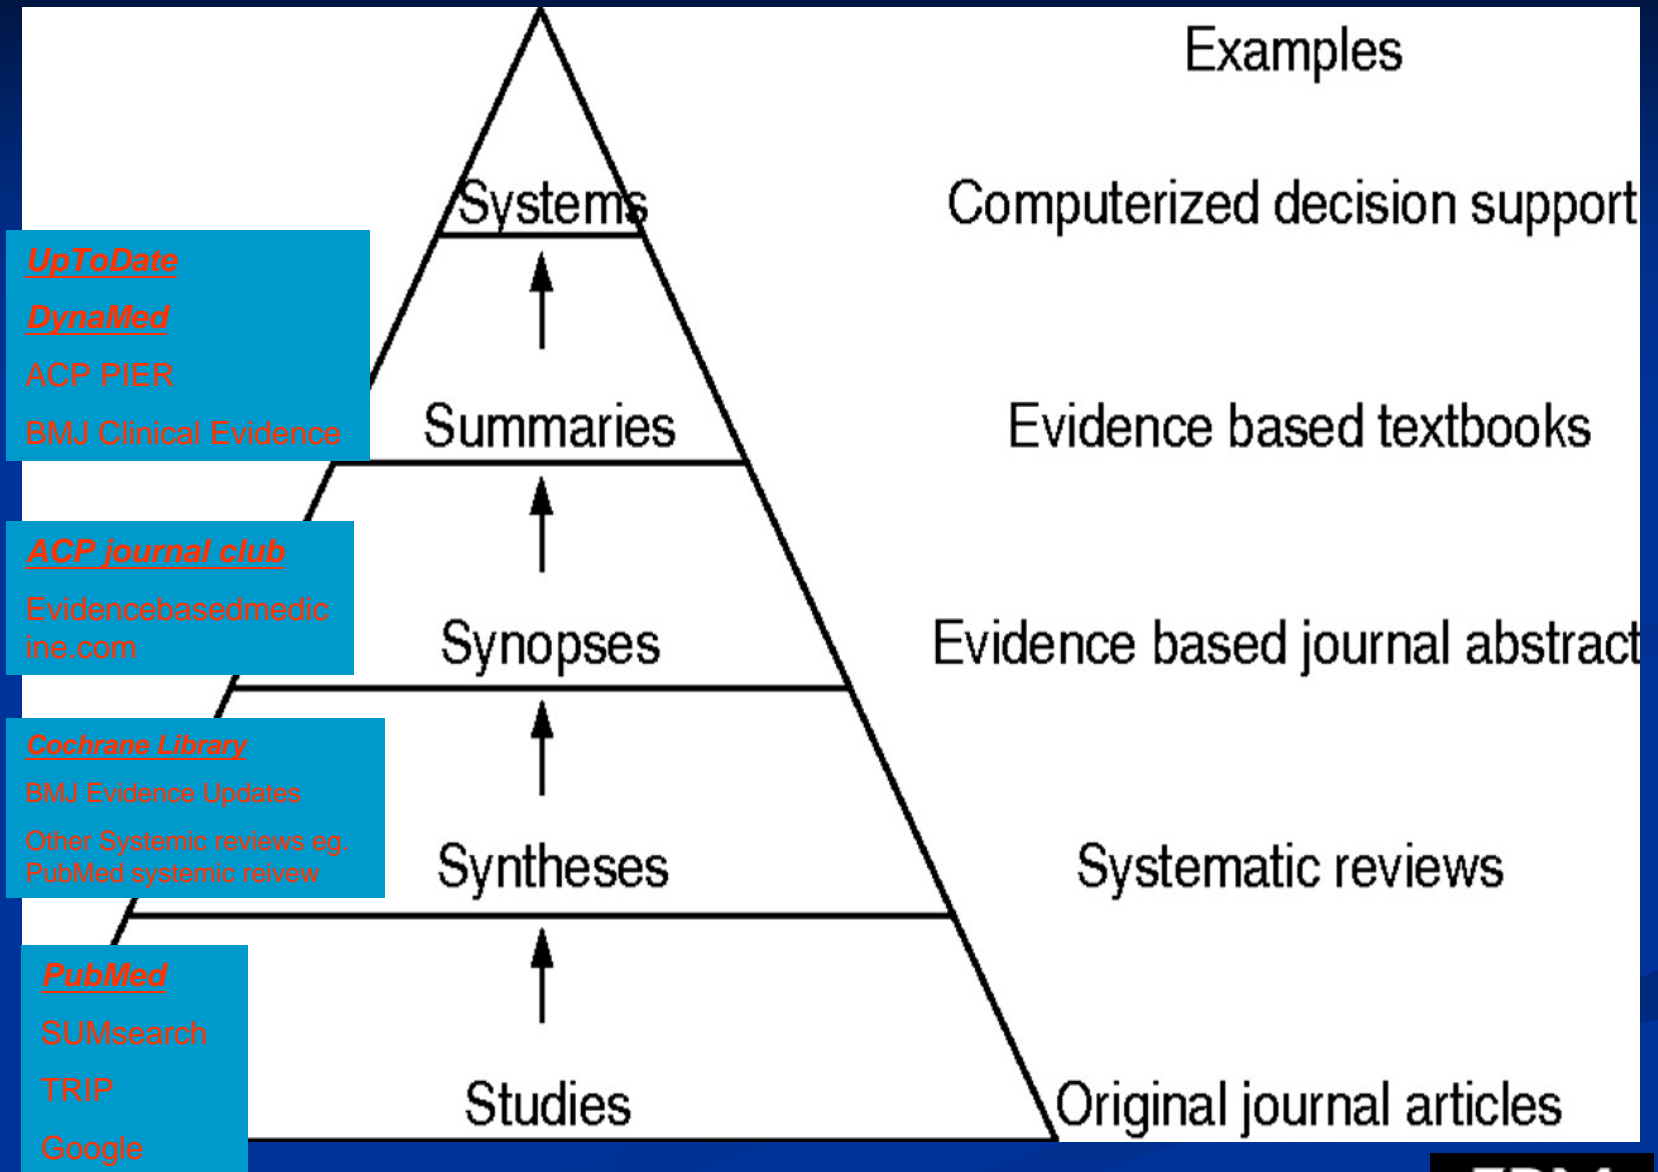 Examples
Systems
Computerized decision support
UpToDate
DynaMed
ACP PIER
BMJ Clinical Evidence
Summaries
Evidence based textbooks
ACP journal club
Evidencebasedmedic
ine.com
Synopses
Evidence based journal abstract
Cochrane Library
BMJ Evidence Updates
Other Systemic reviews eg.
PubMed systemic reivew
Syntheses
Systematic reviews
PubMed
SUMsearch
TRIP
Google
Studies
Original journal articles